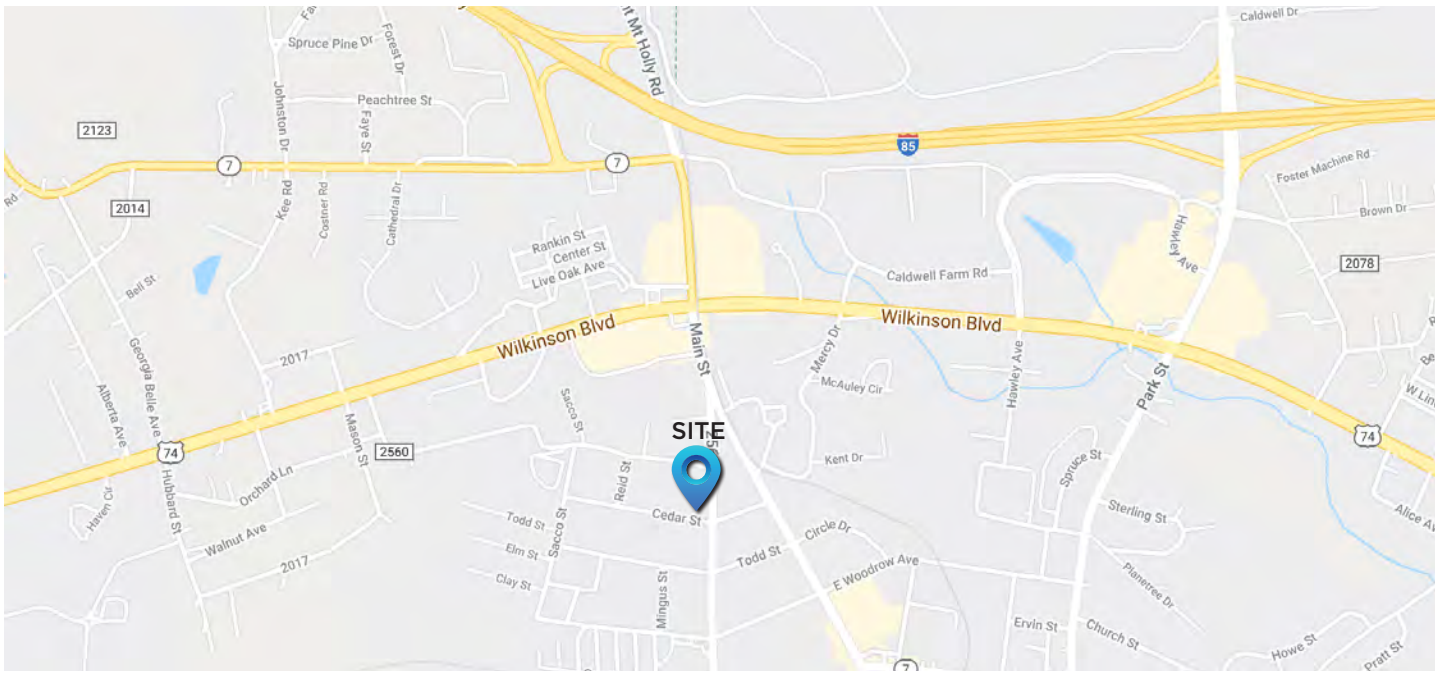 Caldwell Dr
Spruce Pine Dr
Forest Dr
Mt Holly Rd
Johnston Dr
Peachtree St
Faye St
2123
85
7
7
Foster Machine Rd
Rd
2014
Kee Rd
Costner Rd
Cathedral Dr
Brown Dr
Hawley Ave
Rankin St
Center St
Live Oak Ave
2078
Caldwell Farm Rd
Bell St
Wilkinson Blvd
Wilkinson Blvd
Main St
Mercy Dr
Hawley Ave
Park St
2017
Georgia Belle Ave
Alberta Ave
McAuley Cir
W Lin
Sacco St
Mason St
SITE
74
74
2560
Kent Dr
Reid St
Orchard Ln
Spruce St
Hubbard St
Haven Cir
Cedar St
Sterling St
Alice Av
Todd St
Sacco St
Walnut Ave
Circle Dr
Elm St
Todd St
2017
Clay St
Mingus St
E Woodrow Ave
Planetree Dr
Ervin St
Church St
Howe St
Pratt St
7